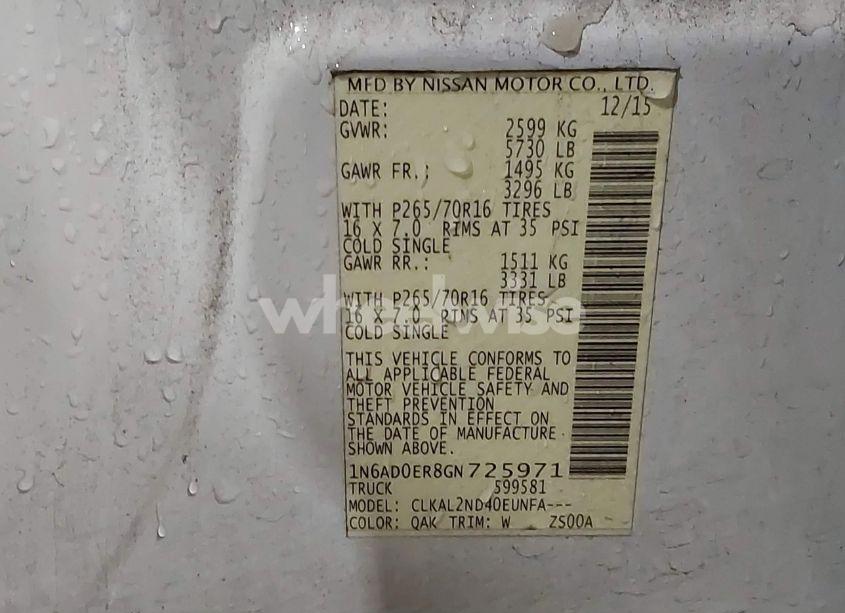 MFD BY NISSAN MOTOR CO., LTD.
DATE: 12/15
GVWR: 2599 KG
5730 LB
GAWR FR.: 1495 KG
3296 LB
WITH P265/70R16 TIRES
16 X 7.0 RIMS AT 35 PSI
COLD SINGLE
GAWR RR.: 1511 KG
3331 LB
WITH P265/70R16 TIRES
16 X 7.0 RIMS AT 35 PSI
COLD SINGLE
wheelwise
THIS VEHICLE CONFORMS TO
ALL APPLICABLE FEDERAL
MOTOR VEHICLE SAFETY AND
THEFT PREVENTION
STANDARDS IN EFFECT ON
THE DATE OF MANUFACTURE
SHOWN ABOVE.
1N6AD0ER8GN725971
TRUCK 599581
MODEL: CLKAL2ND40EUNFA---
COLOR: QAK TRIM: W ZS00A